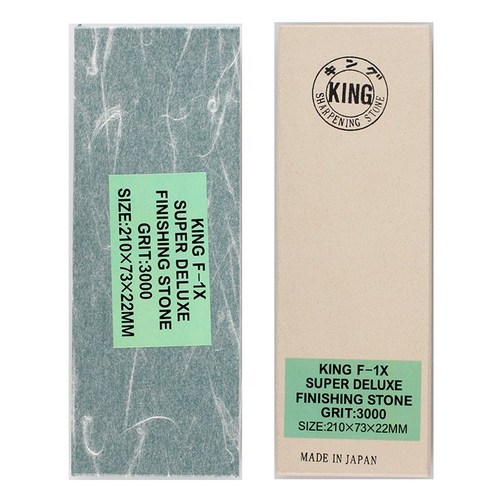 KING F-1X
SUPER DELUXE
FINISHING STONE
GRIT:3000
SIZE:210×73×22MM
キング
KING
SHARPENING STONE
KING F-1X
SUPER DELUXE
FINISHING STONE
GRIT:3000
SIZE:210×73×22MM
MADE IN JAPAN